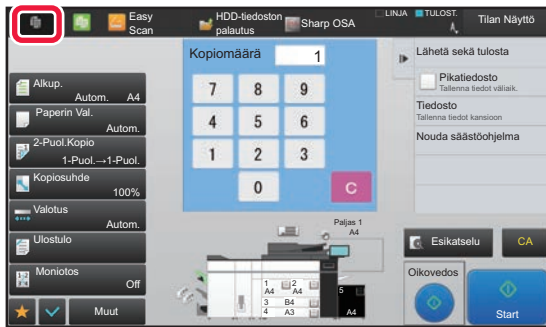 Easy
Scan
HDD-tiedoston
palautus
Sharp OSA
LINJA
TULOST.
Tilan Näyttö
Alkup.
Autom. A4
Paperin Val.
Autom.
2-Puol.Kopio
1-Puol.→1-Puol.
Kopiosuhde
100%
Valotus
Autom.
Ulostulo
Moniotos
Off
Muut
Kopiomäärä 1
7 8 9
4 5 6
1 2 3
0 C
Paljas 1
A4
1 A4 2 A4
3 B4
4 A3
5
A4
Lähetä sekä tulosta
Pikatiedosto
Tallenna tiedot väliaik.
Tiedosto
Tallenna tiedot kansioon
Nouda säästöohjelma
Esikatselu
CA
Oikovedos
Start